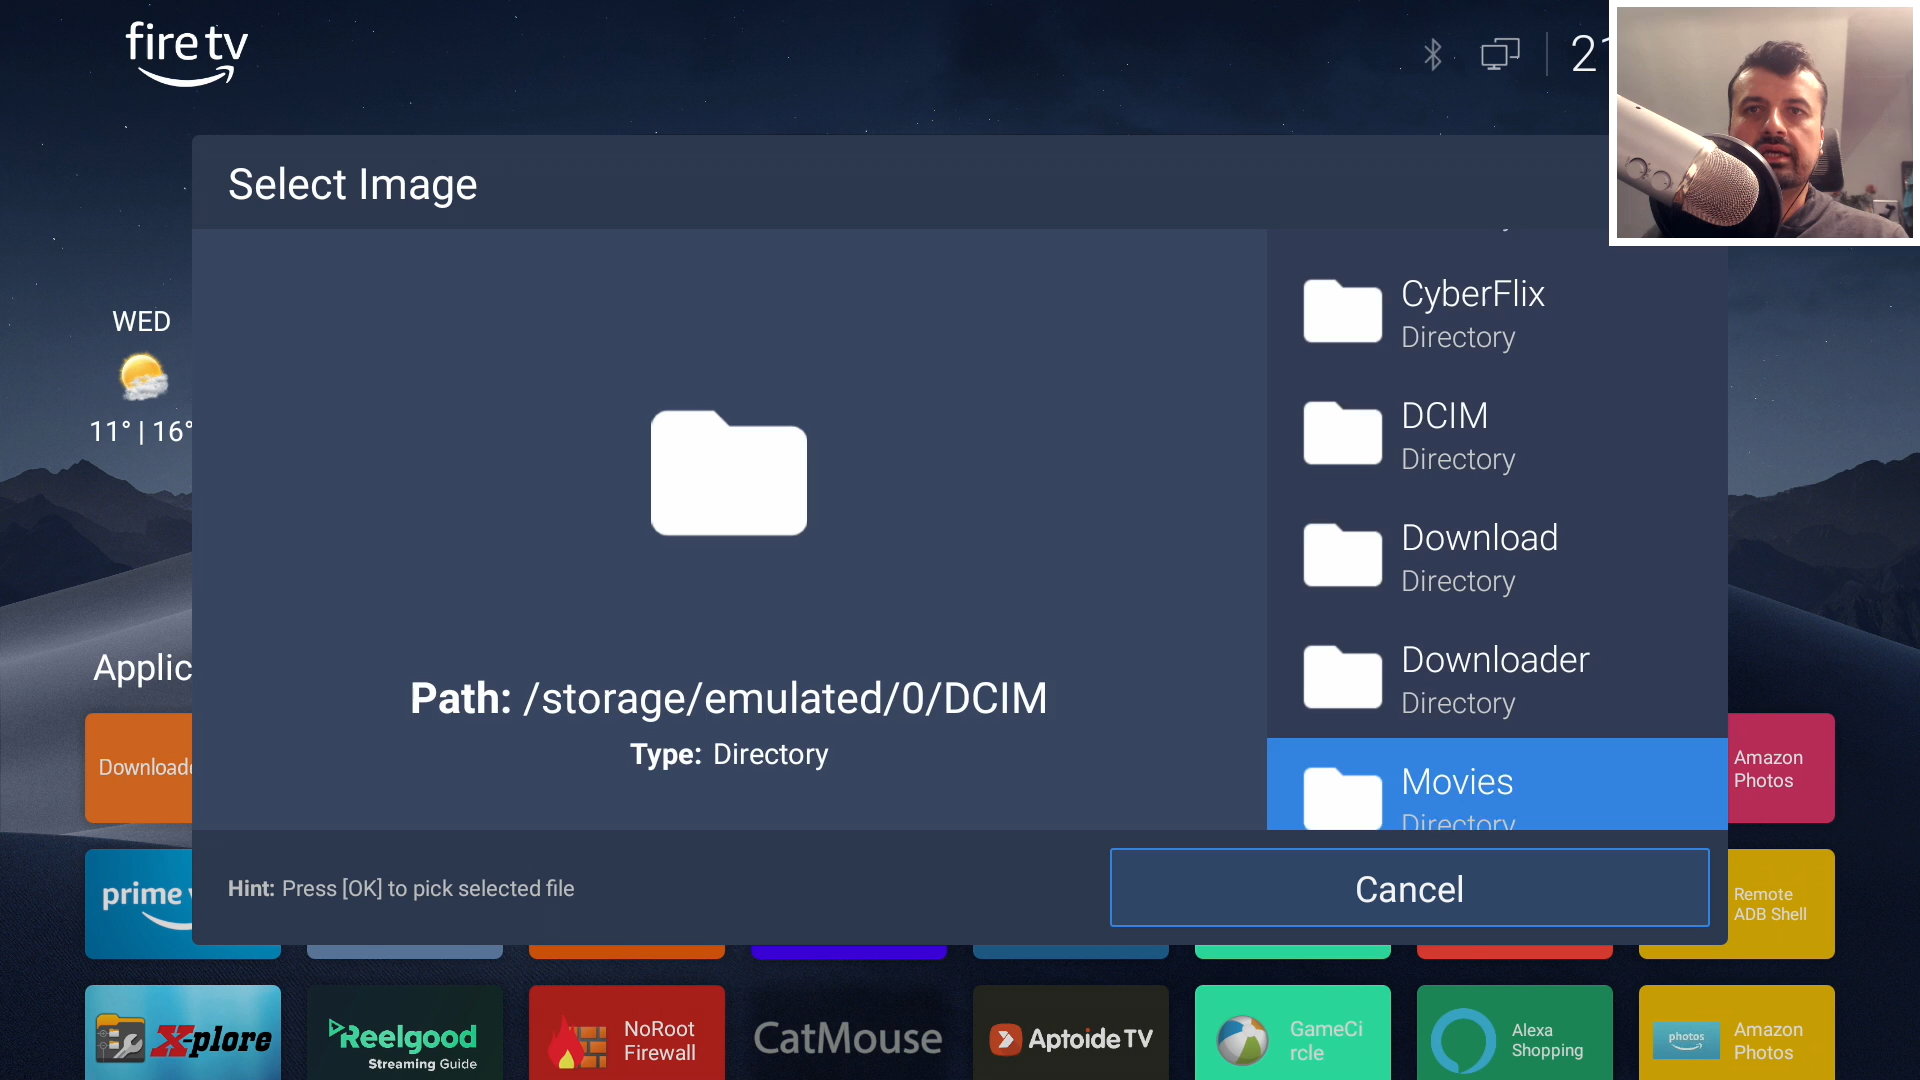 fire tv
21
Select Image
WED
11° | 16°
CyberFlix
Directory
DCIM
Directory
Download
Directory
Downloader
Directory
Movies
Directory
Path: /storage/emulated/0/DCIM
Type: Directory
Hint: Press [OK] to pick selected file
Cancel
Applic
Downloade
Amazon
Photos
prime v
Remote
ADB Shell
X-plore
Reelgood
Streaming Guide
NoRoot
Firewall
CatMouse
Aptoide TV
GameCi
rcle
Alexa
Shopping
photos
Amazon
Photos